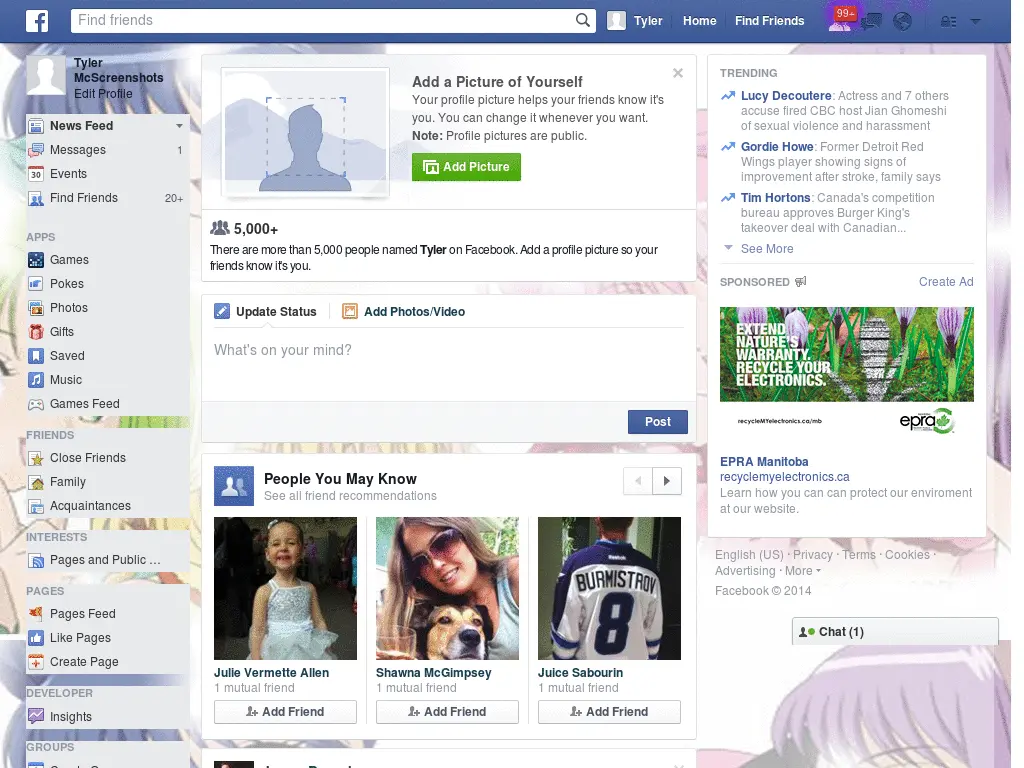 Find friends
Tyler
Home
Find Friends
99+
Tyler
McScreenshots
Edit Profile
News Feed
Messages 1
30 Events
Find Friends 20+
APPS
Games
Pokes
Photos
Gifts
Saved
Music
Games Feed
FRIENDS
Close Friends
Family
Acquaintances
INTERESTS
Pages and Public ...
PAGES
Pages Feed
Like Pages
Create Page
DEVELOPER
Insights
GROUPS
Add a Picture of Yourself
Your profile picture helps your friends know it's
you. You can change it whenever you want.
Note: Profile pictures are public.
Add Picture
5,000+
There are more than 5,000 people named Tyler on Facebook. Add a profile picture so your
friends know it's you.
Update Status
Add Photos/Video
What's on your mind?
Post
People You May Know
See all friend recommendations
Reebok
BURMISTROV
8
Julie Vermette Allen
1 mutual friend
Add Friend
Shawna McGimpsey
1 mutual friend
Add Friend
Juice Sabourin
1 mutual friend
Add Friend
TRENDING
Lucy Decoutere: Actress and 7 others
accuse fired CBC host Jian Ghomeshi
of sexual violence and harassment
Gordie Howe: Former Detroit Red
Wings player showing signs of
improvement after stroke, family says
Tim Hortons: Canada's competition
bureau approves Burger King's
takeover deal with Canadian...
See More
SPONSORED
Create Ad
EXTEND
NATURE'S
WARRANTY.
RECYCLE YOUR
ELECTRONICS.
recycleMYelectronics.ca/mb
epra
EPRA Manitoba
recyclemyelectronics.ca
Learn how you can can protect our enviroment
at our website.
English (US) · Privacy · Terms · Cookies ·
Advertising · More
Facebook © 2014
Chat (1)